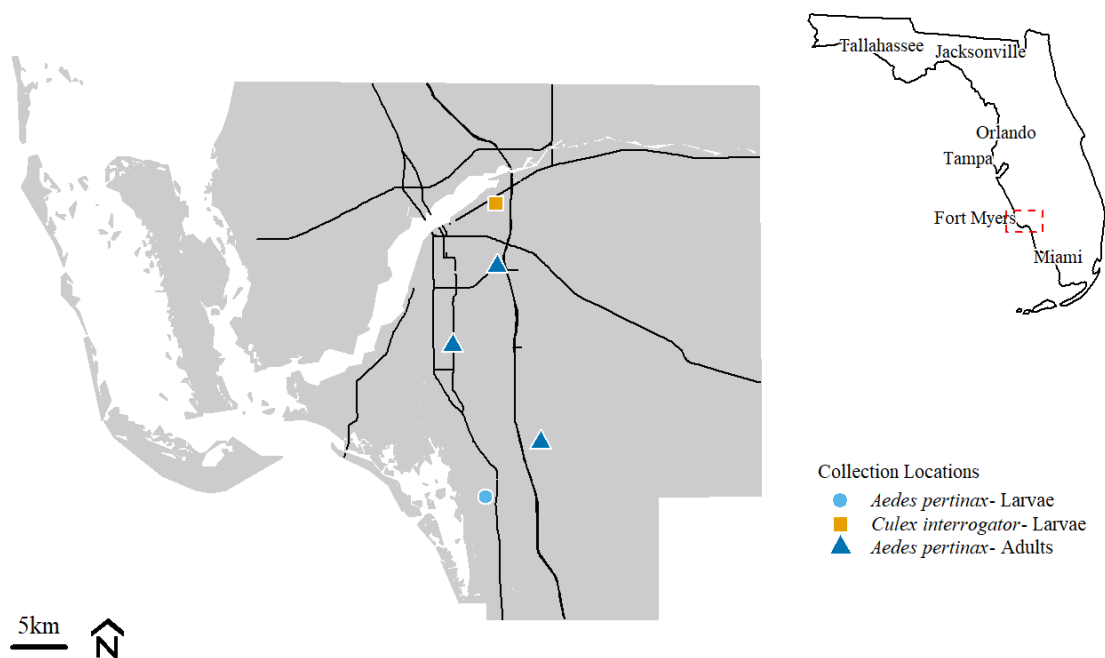 Tallahassee
Jacksonville
Orlando
Tampa
Fort Myers
Miami
Collection Locations
Aedes pertinax- Larvae
Culex interrogator- Larvae
Aedes pertinax- Adults
5km
N